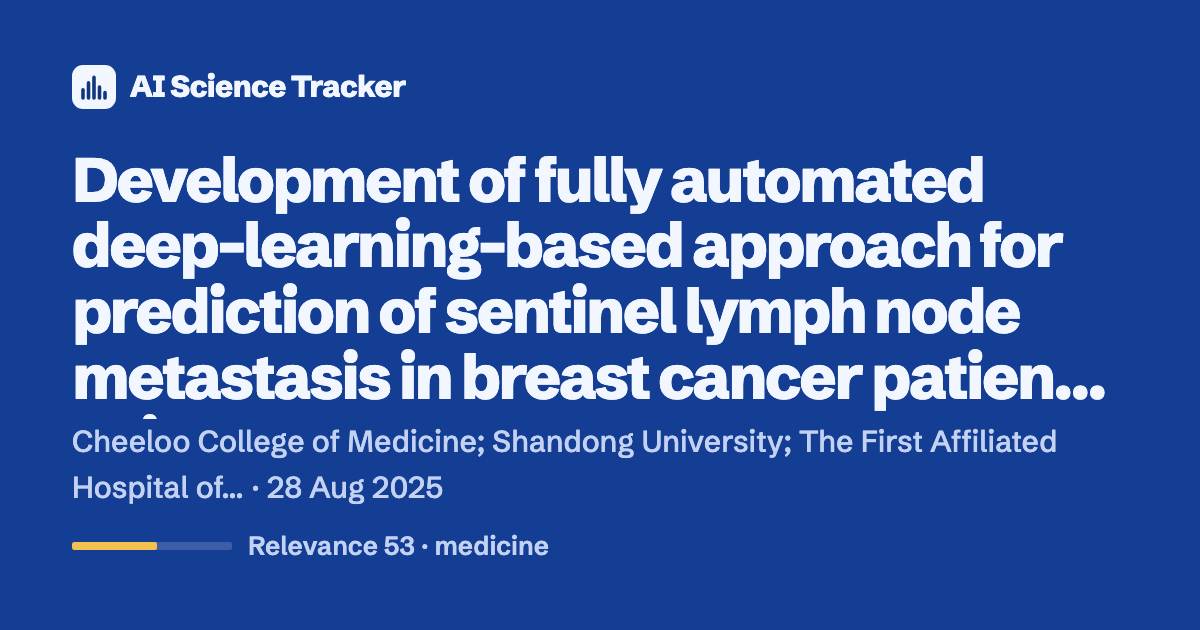 AI Science Tracker
Development of fully automated
deep-learning-based approach for
prediction of sentinel lymph node
metastasis in breast cancer patien...
Cheeloo College of Medicine; Shandong University; The First Affiliated
Hospital of... · 28 Aug 2025
Relevance 53 · medicine